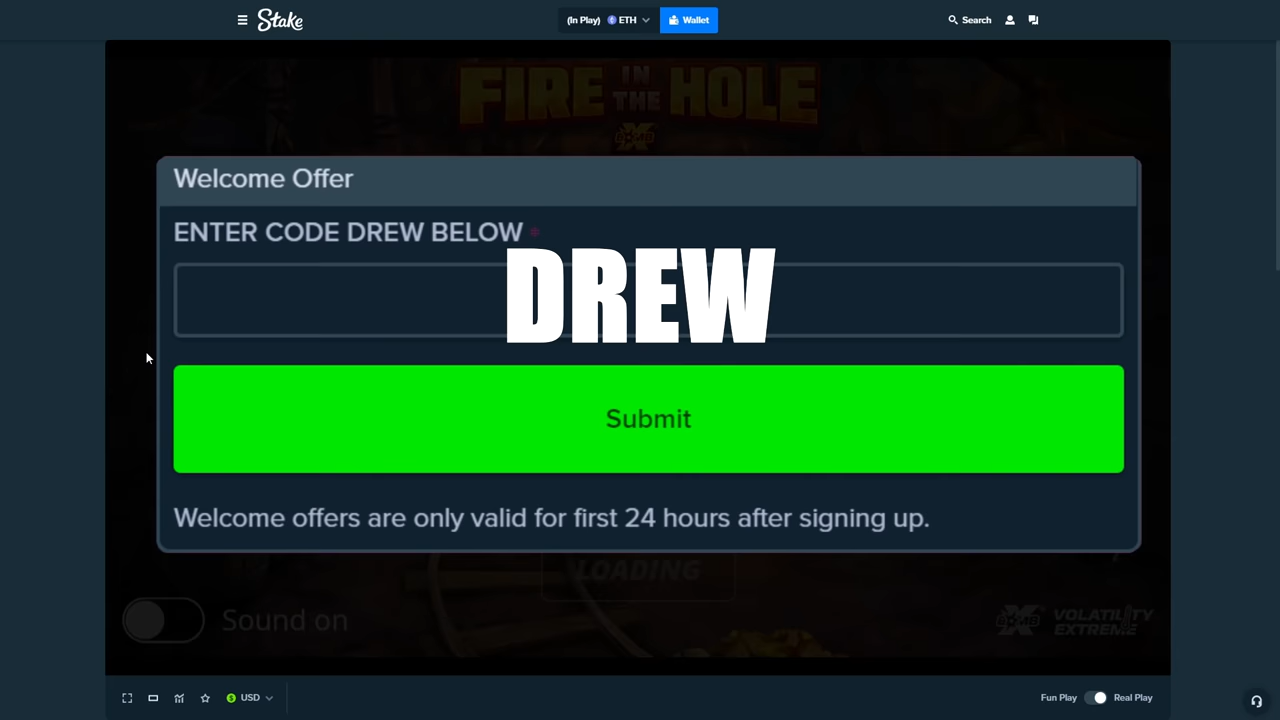 Stake
(In Play) ETH
Wallet
Search
FIRE IN THE HOLE
xBOMB
Welcome Offer
ENTER CODE DREW BELOW *
DREW
Submit
Welcome offers are only valid for first 24 hours after signing up.
LOADING
Sound on
xBOMB
VOLATILITY
EXTREME
USD
Fun Play
Real Play